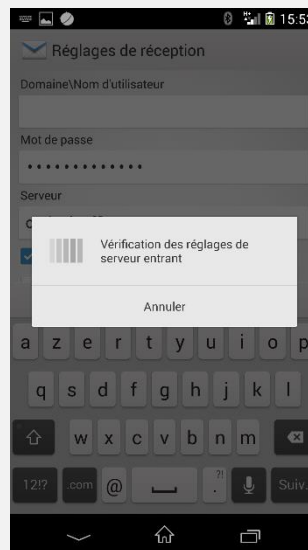 15:53
Réglages de réception
Domaine\Nom d'utilisateur
Mot de passe
•••••••••••••
Serveur
Vérification des réglages de
serveur entrant
Annuler
a z e r t y u i o p
q s d f g h j k l
w x c v b n m
12!? .com @ ?! . Suiv.